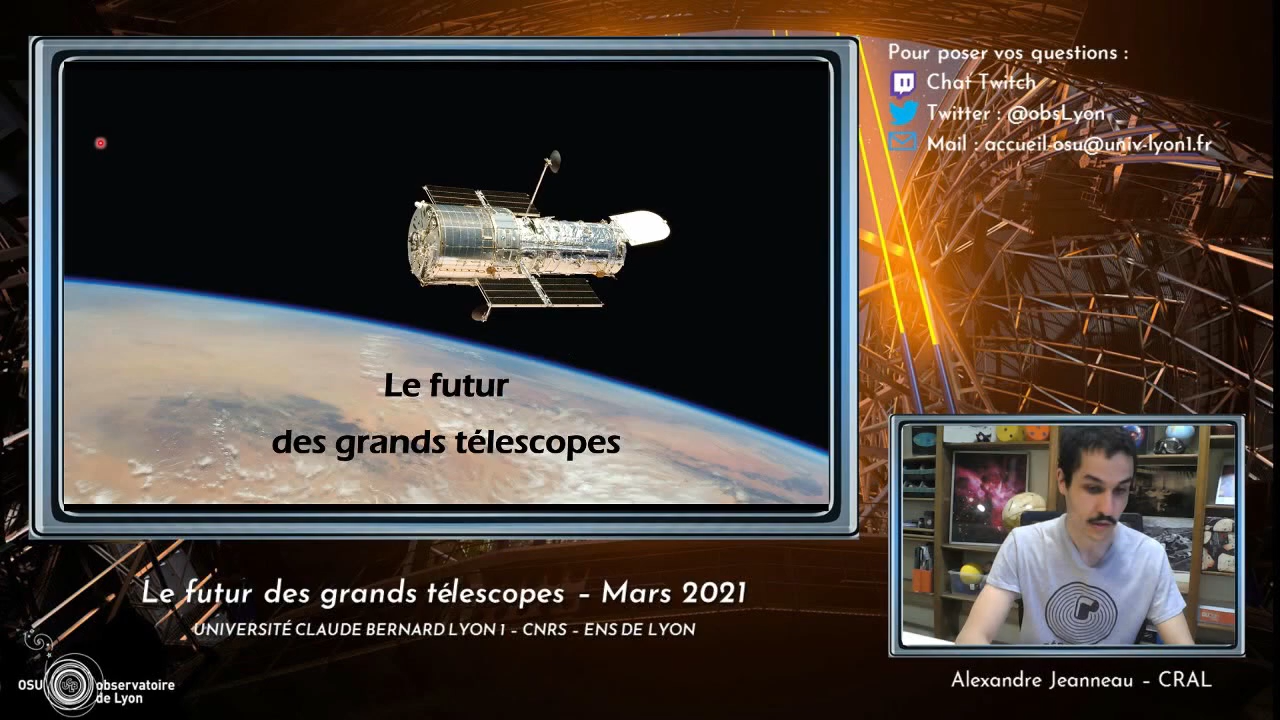 Pour poser vos questions :
Chat Twitch
Twitter : @obsLyon
Mail : accueil-osu@univ-lyon1.fr
Le futur
des grands télescopes
Le futur des grands télescopes – Mars 2021
UNIVERSITÉ CLAUDE BERNARD LYON 1 – CNRS – ENS DE LYON
OSUL observatoire
de Lyon
Alexandre Jeanneau – CRAL